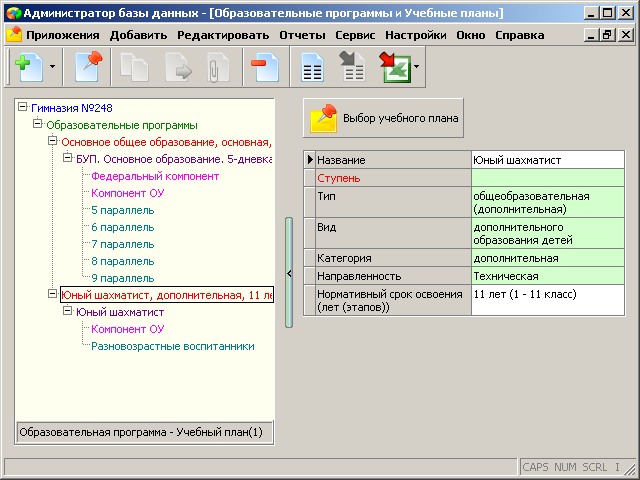 Администратор базы данных - [Образовательные программы и Учебные планы]
Приложения Добавить Редактировать Отчеты Сервис Настройки Окно Справка
Гимназия №248
Образовательные программы
Основное общее образование, основная,
БУП. Основное образование. 5-дневка
Федеральный компонент
Компонент ОУ
5 параллель
6 параллель
7 параллель
8 параллель
9 параллель
Юный шахматист, дополнительная, 11 ле
Юный шахматист
Компонент ОУ
Разновозрастные воспитанники
Образовательная программа - Учебный план(1)
Выбор учебного плана
Название Юный шахматист
Ступень
Тип общеобразовательная
(дополнительная)
Вид дополнительного
образования детей
Категория дополнительная
Направленность Техническая
Нормативный срок освоения 11 лет (1 - 11 класс)
(лет (этапов))
CAPS NUM SCRL I